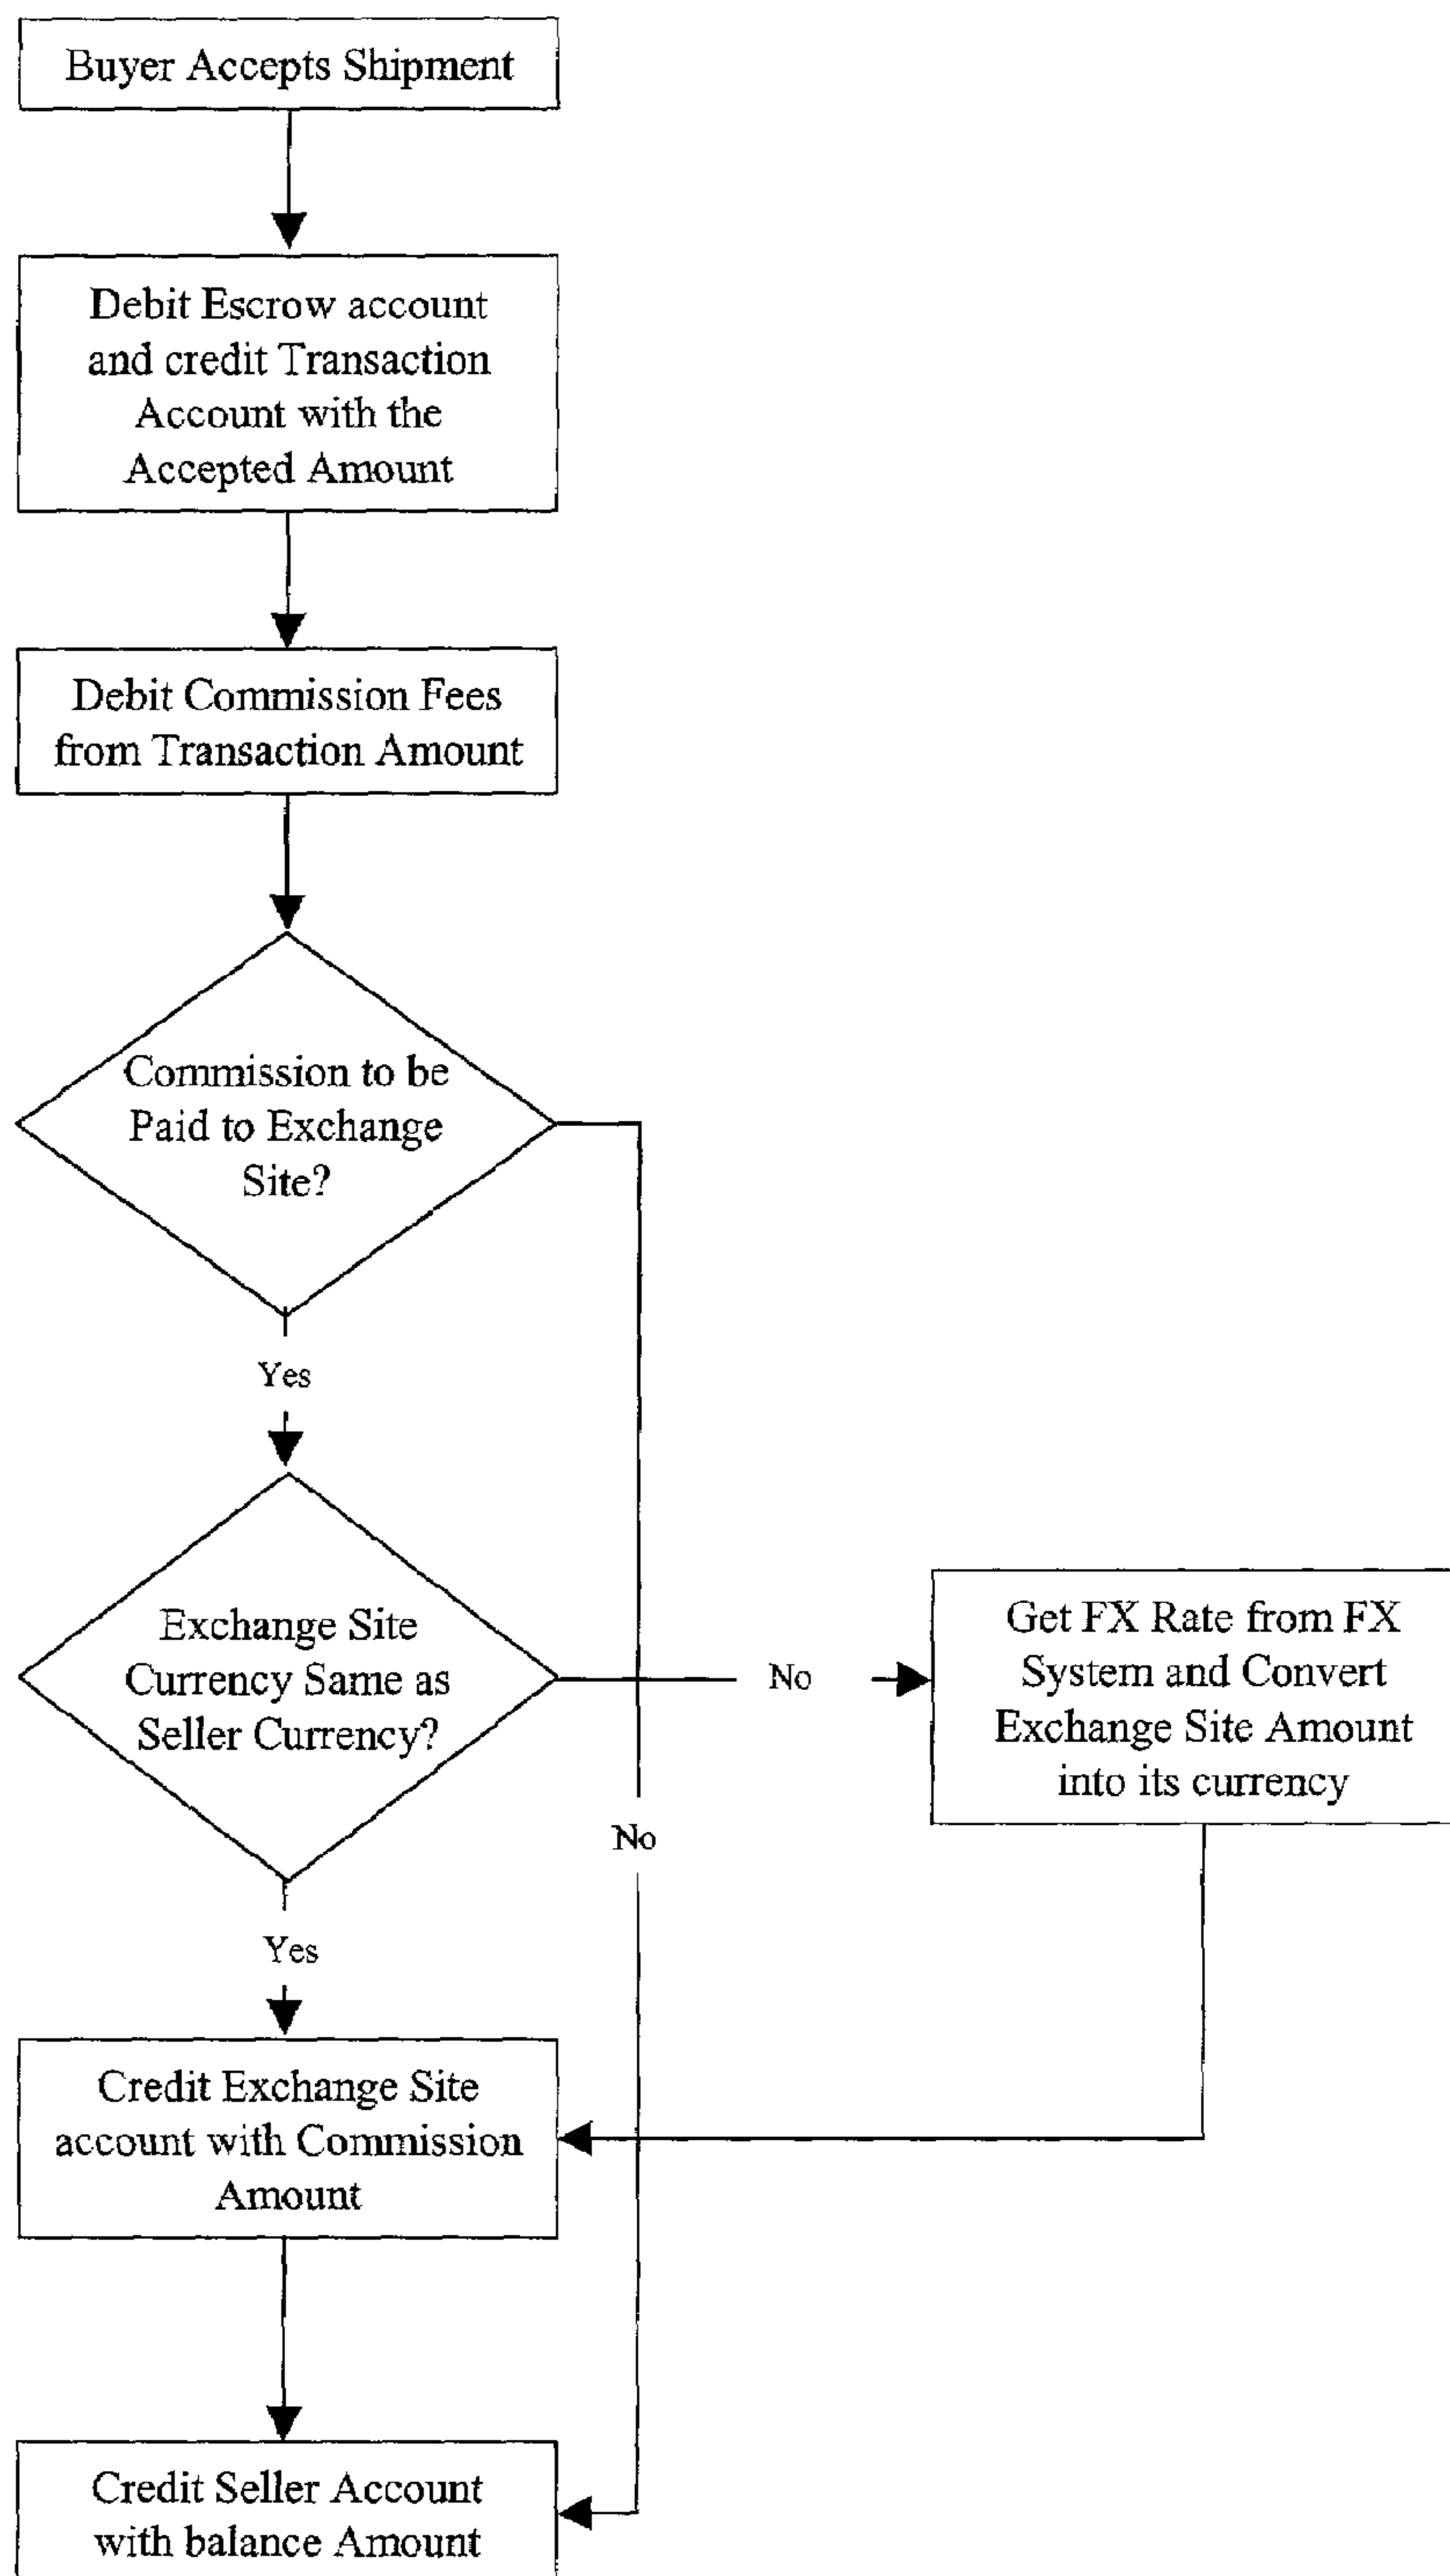 Buyer Accepts Shipment
Debit Escrow account
and credit Transaction
Account with the
Accepted Amount
Debit Commission Fees
from Transaction Amount
Commission to be
Paid to Exchange
Site?
Yes
Exchange Site
Currency Same as
Seller Currency?
No
Get FX Rate from FX
System and Convert
Exchange Site Amount
into its currency
No
Yes
Credit Exchange Site
account with Commission
Amount
Credit Seller Account
with balance Amount